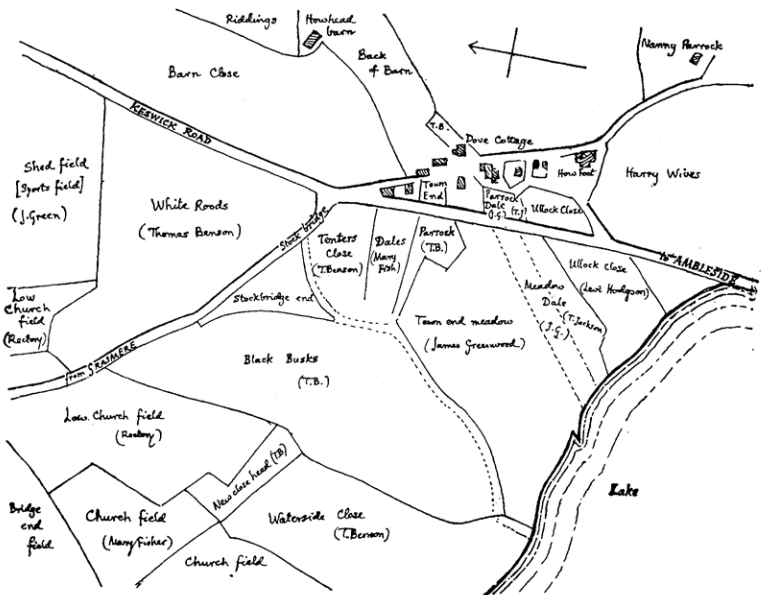 Riddings
Howhead
barn
Nanny Parrock
Barn Close
Back
of Barn
KESWICK ROAD
T.B.
Dove Cottage
Shed field
[Sports field]
(J.Green)
White Roods
(Thomas Benson)
Town
End
How Foot
Harry Wives
Parrock
Dale
(J.G.)
(T.J.)
Ullock Close
Stock bridge
Tonters
Close
(T.Benson)
Dales
(Mary
Fish)
Parrock
(T.B.)
to AMBLESIDE
Ullock Close
(Levi Hodgson)
Low
Church
field
(Rectory)
Stockbridge end
Meadow
Dale
(T.Jackson)
(J.G.)
Town end meadow
(James Greenwood)
from GRASMERE
Black Busks
(T.B.)
Low Church field
(Rectory)
New close head (T.B)
Lake
Bridge
end
field
Church field
(Mary Fisher)
Waterside Close
(T.Benson)
Church field